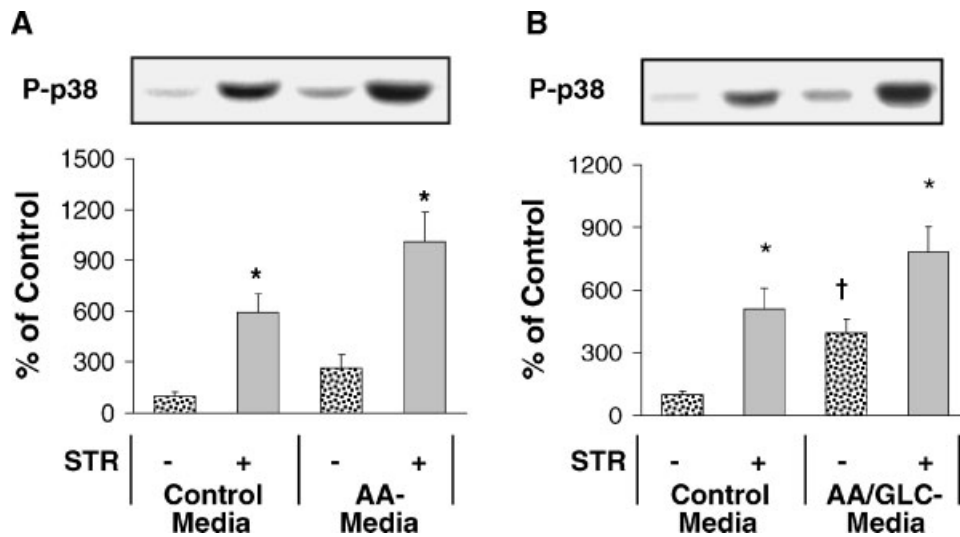 A
P-p38
1500
1200
900
600
300
0
% of Control
* *
STR - + - +
Control Media AA- Media
B
P-p38
1200
900
600
300
0
% of Control
* † *
STR - + - +
Control Media AA/GLC- Media